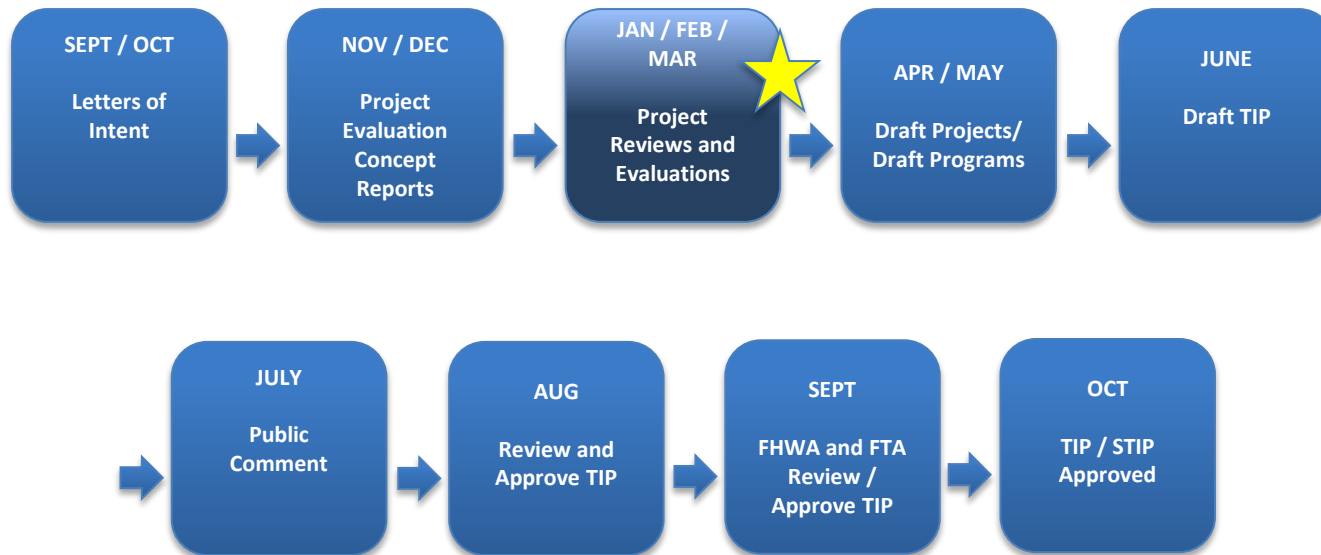 SEPT / OCT
Letters of
Intent
NOV / DEC
Project
Evaluation
Concept
Reports
JAN / FEB /
MAR
Project
Reviews and
Evaluations
APR / MAY
Draft Projects/
Draft Programs
JUNE
Draft TIP
JULY
Public
Comment
AUG
Review and
Approve TIP
SEPT
FHWA and FTA
Review /
Approve TIP
OCT
TIP / STIP
Approved